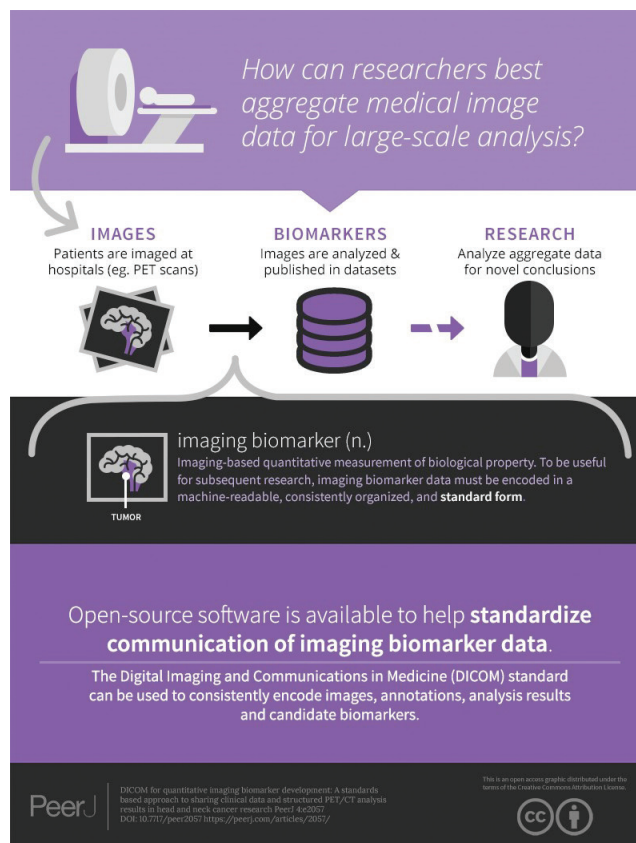 How can researchers best
aggregate medical image
data for large-scale analysis?
IMAGES
Patients are imaged at
hospitals (eg. PET scans)
BIOMARKERS
Images are analyzed &
published in datasets
RESEARCH
Analyze aggregate data
for novel conclusions
imaging biomarker (n.)
Imaging-based quantitative measurement of biological property. To be useful
for subsequent research, imaging biomarker data must be encoded in a
machine-readable, consistently organized, and standard form.
TUMOR
Open-source software is available to help standardize
communication of imaging biomarker data.
The Digital Imaging and Communications in Medicine (DICOM) standard
can be used to consistently encode images, annotations, analysis results
and candidate biomarkers.
PeerJ
DICOM for quantitative imaging biomarker development: A standards
based approach to sharing clinical data and structured PET/CT analysis
results in head and neck cancer research PeerJ 4:e2057
DOI: 10.7717/peer2057 https://peerj.com/articles/2057/
This is an open access graphic distributed under the
terms of the Creative Commons Attribution License.
cc